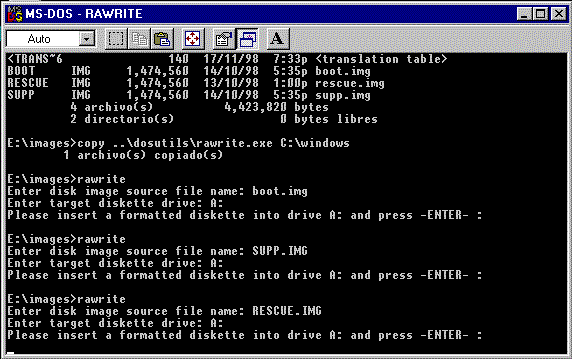 MS-DOS - RAWRITE
Auto
<TRANS~6 140 17/11/98 7:33p <translation table>
BOOT IMG 1,474,560 14/10/98 5:35p boot.img
RESCUE IMG 1,474,560 13/10/98 1:00p rescue.img
SUPP IMG 1,474,560 14/10/98 5:35p supp.img
4 archivo(s) 4,423,820 bytes
2 directorio(s) 0 bytes libres
E:\images>copy ..\dosutils\rawrite.exe C:\windows
1 archivo(s) copiado(s)
E:\images>rawrite
Enter disk image source file name: boot.img
Enter target diskette drive: A:
Please insert a formatted diskette into drive A: and press -ENTER- :
E:\images>rawrite
Enter disk image source file name: SUPP.IMG
Enter target diskette drive: A:
Please insert a formatted diskette into drive A: and press -ENTER- :
E:\images>rawrite
Enter disk image source file name: RESCUE.IMG
Enter target diskette drive: A:
Please insert a formatted diskette into drive A: and press -ENTER- :